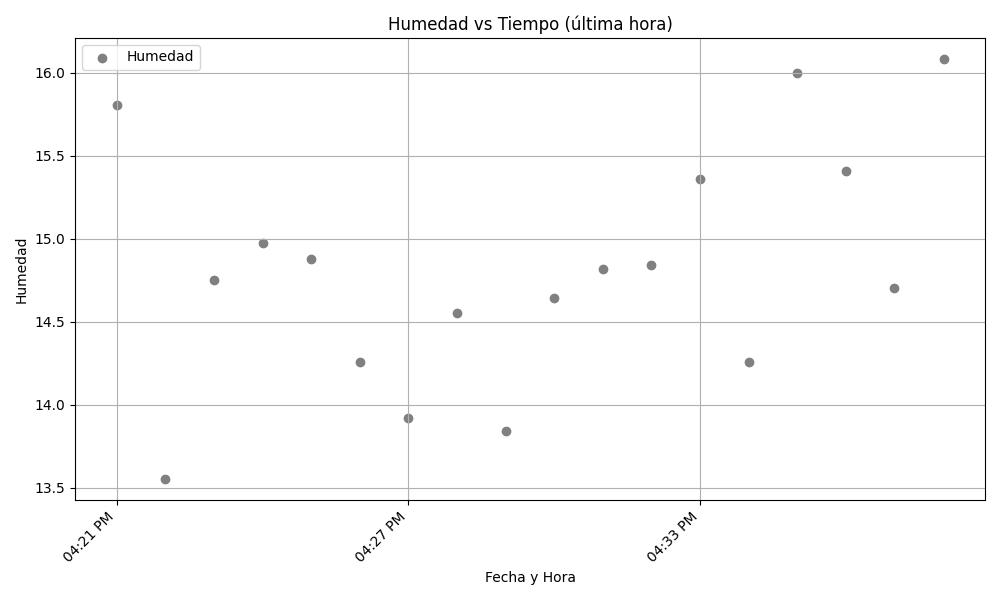 Humedad vs Tiempo (última hora)
Humedad
16.0
15.5
15.0
14.5
14.0
13.5
Humedad
04:21 PM
04:27 PM
04:33 PM
Fecha y Hora